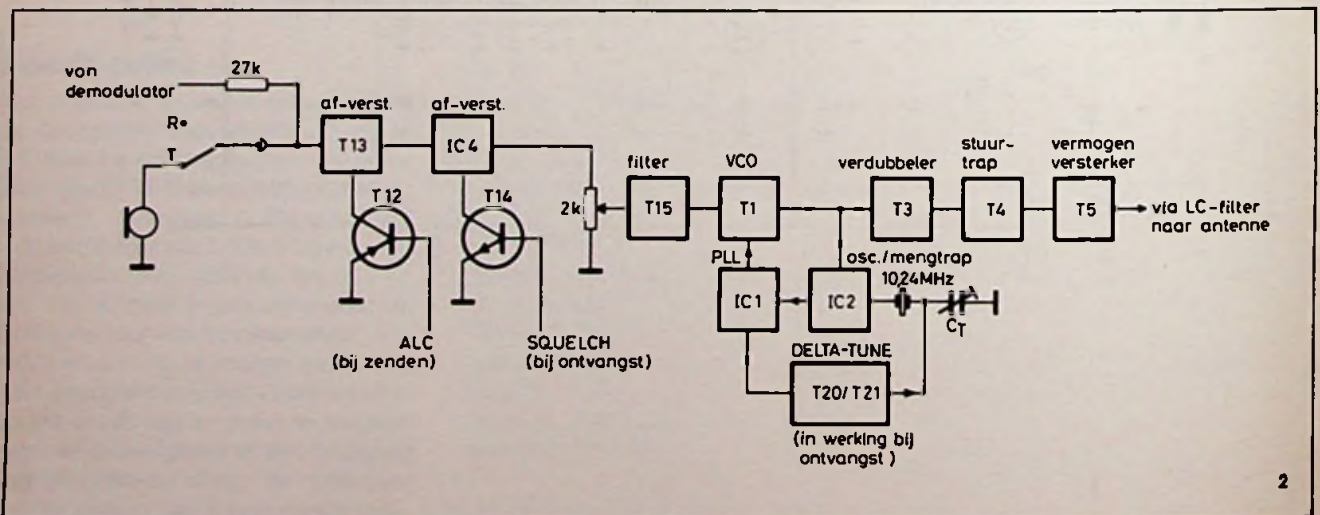 von
demodulator
27k
R
T
af-verst.
T13
af-verst.
IC4
T12
T14
ALC
(bij zenden)
SQUELCH
(bij ontvangst)
2k
filter
T15
VCO
T1
PLL
IC1
osc./mengtrap
10,24MHz
IC2
CT
DELTA-TUNE
T20/T21
(in werking bij
ontvangst)
verdubbeler
T3
stuur-
trap
T4
vermogen
versterker
T5
via LC-filter
naar antenne
2